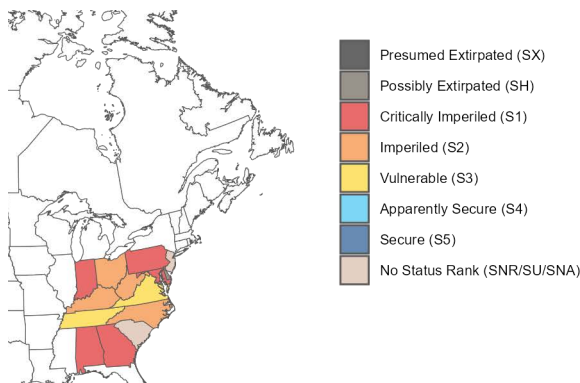 Presumed Extirpated (SX)
Possibly Extirpated (SH)
Critically Imperiled (S1)
Imperiled (S2)
Vulnerable (S3)
Apparently Secure (S4)
Secure (S5)
No Status Rank (SNR/SU/SNA)